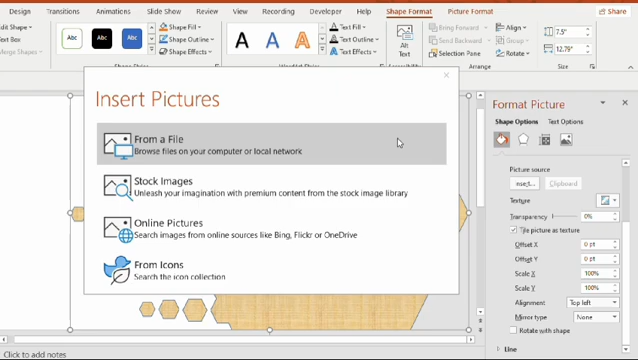 Design Transitions Animations Slide Show Review View Recording Developer Help Shape Format Picture Format Share
Edit Shape
Text Box
Merge Shapes
Abc Abc Abc
Shape Fill
Shape Outline
Shape Effects
A A A
Text Fill
Text Outline
Text Effects
Alt
Text
Bring Forward
Send Backward
Selection Pane
Align
Group
Rotate
7.5"
12.79"
Arrange
Size
Insert Pictures
From a File
Browse files on your computer or local network
Stock Images
Unleash your imagination with premium content from the stock image library
Online Pictures
Search images from online sources like Bing, Flickr or OneDrive
From Icons
Search the icon collection
Format Picture
Shape Options Text Options
Picture source
Insert... Clipboard
Texture
Transparency 0%
Tile picture as texture
Offset X 0 pt
Offset Y 0 pt
Scale X 100%
Scale Y 100%
Alignment Top left
Mirror type None
Rotate with shape
Line
Click to add notes